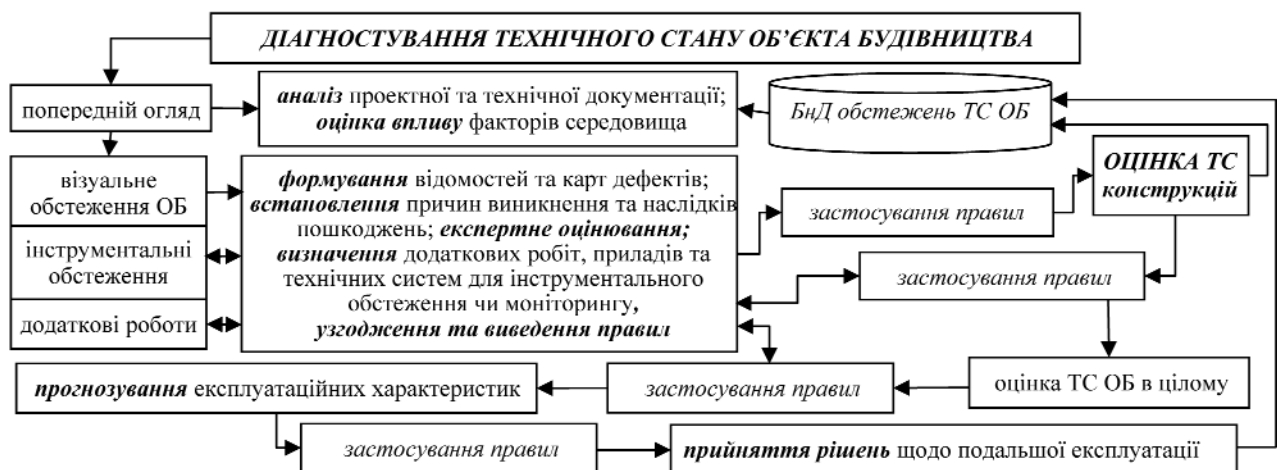 ДІАГНОСТУВАННЯ ТЕХНІЧНОГО СТАНУ ОБ’ЄКТА БУДІВНИЦТВА
попередній огляд
аналіз проектної та технічної документації;
оцінка впливу факторів середовища
БнД обстежень ТС ОБ
ОЦІНКА ТС
конструкцій
візуальне
обстеження ОБ
інструментальні
обстеження
додаткові роботи
формування відомостей та карт дефектів;
встановлення причин виникнення та наслідків
пошкоджень; експертне оцінювання;
визначення додаткових робіт, приладів та
технічних систем для інструментального
обстеження чи моніторингу,
узгодження та виведення правил
застосування правил
застосування правил
оцінка ТС ОБ в цілому
застосування правил
прогнозування експлуатаційних характеристик
застосування правил
прийняття рішень щодо подальшої експлуатації